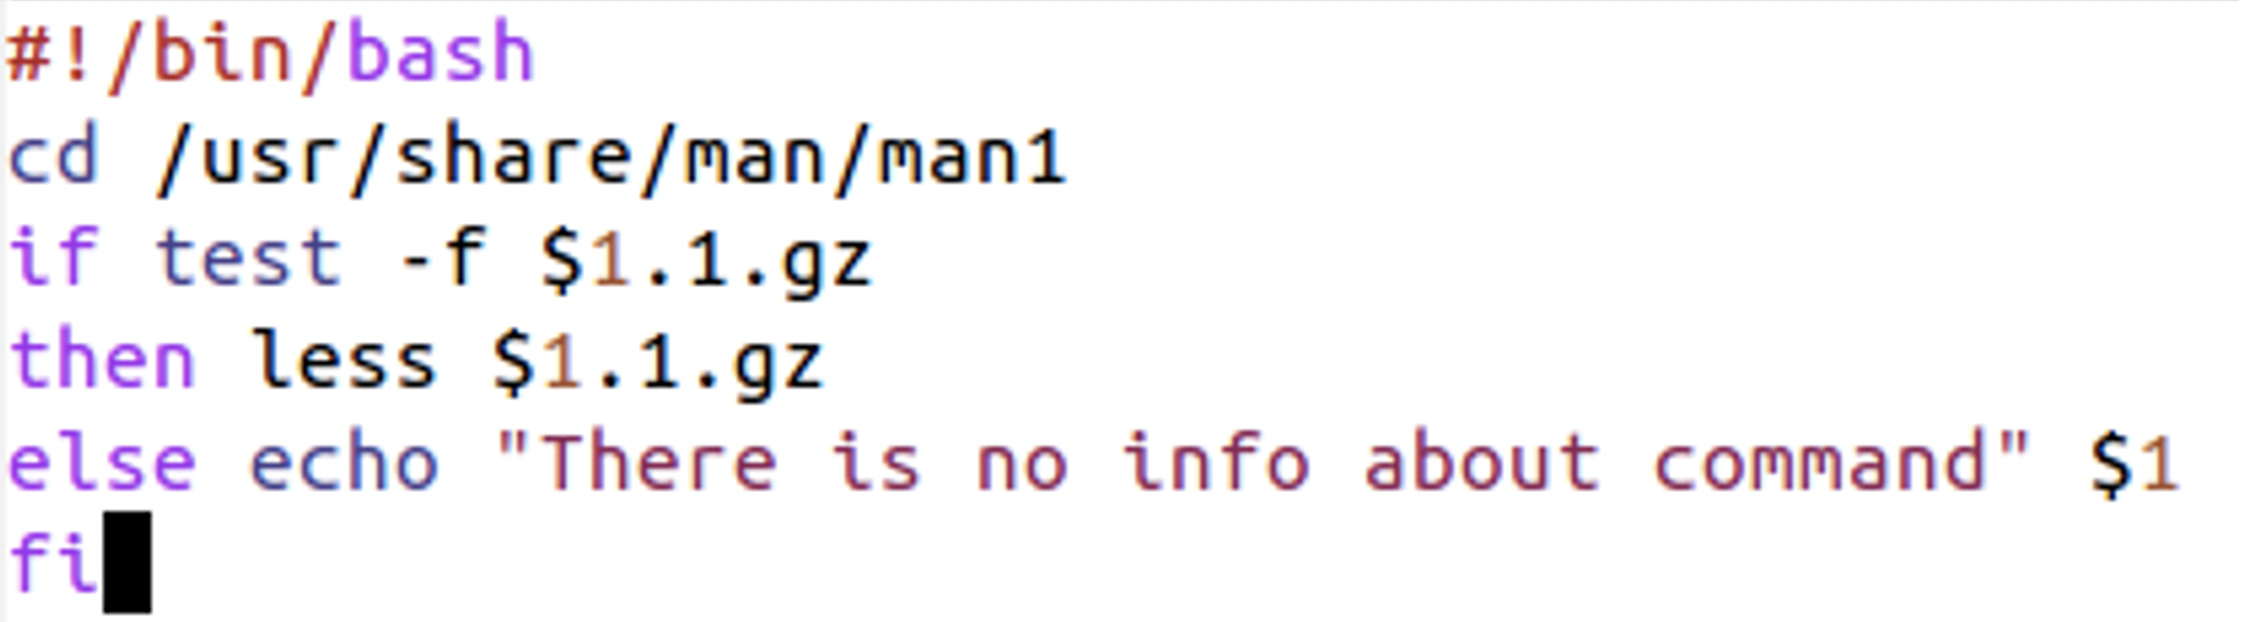 #!/bin/bash
cd /usr/share/man/man1
if test -f $1.1.gz
then less $1.1.gz
else echo "There is no info about command" $1
fi